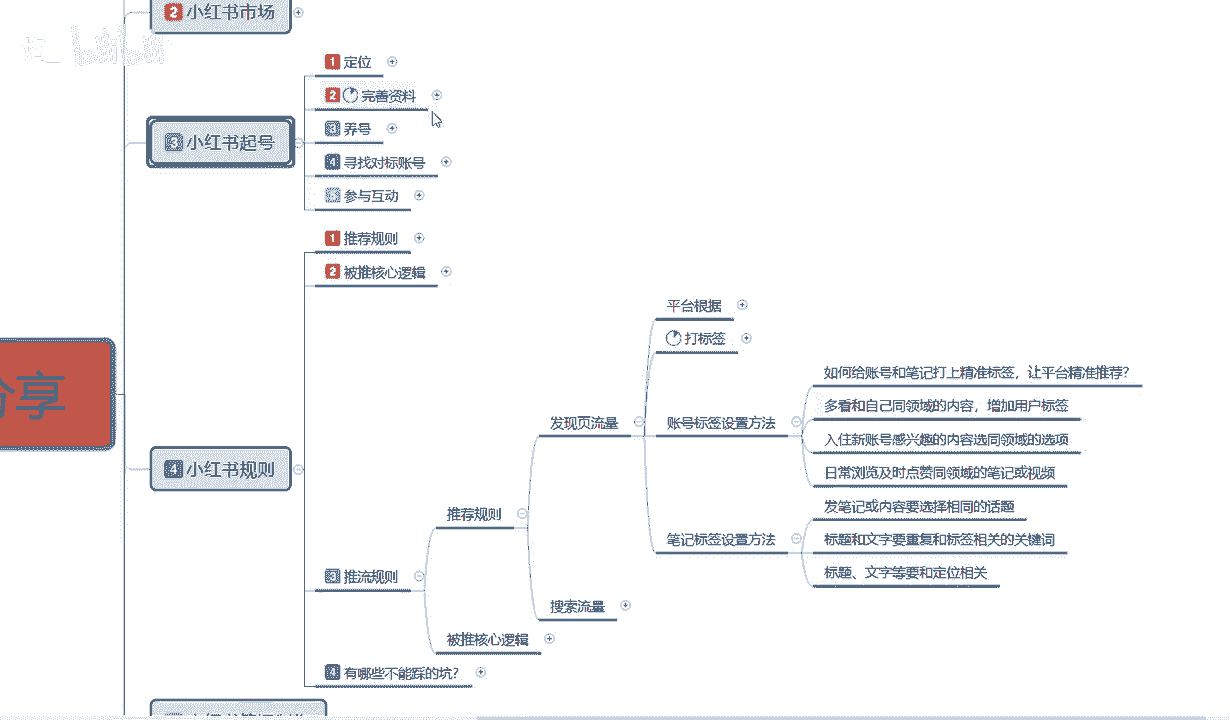 2 小红书市场
3 小红书起号
1 定位
2 完善资料
3 养号
4 寻找对标账号
5 参与互动
分享
4 小红书规则
1 推荐规则
2 被推核心逻辑
3 推流规则
推荐规则
发现页流量
平台根据
打标签
账号标签设置方法
如何给账号和笔记打上精准标签，让平台精准推荐？
多看和自己同领域的内容，增加用户标签
入住新账号感兴趣的内容选同领域的选项
日常浏览及时点赞同领域的笔记或视频
笔记标签设置方法
发笔记或内容要选择相同的话题
标题和文字要重复和标签相关的关键词
标题、文字等要和定位相关
搜索流量
被推核心逻辑
4 有哪些不能踩的坑？